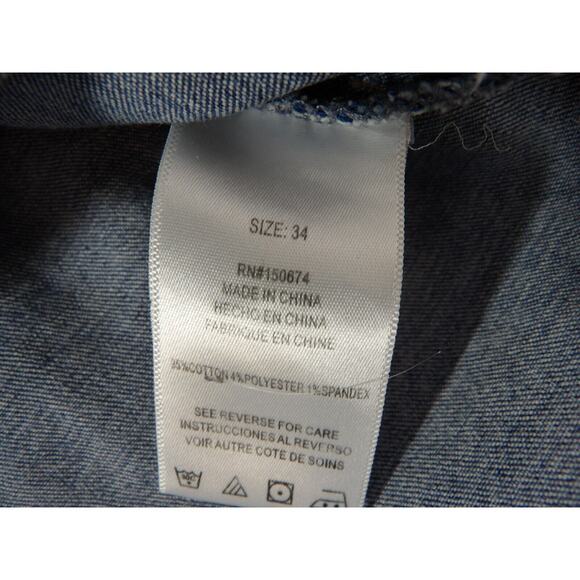 SIZE: 34
RN#150674
MADE IN CHINA
HECHO EN CHINA
FABRIQUE EN CHINE
95%COTTON 4%POLYESTER 1%SPANDEX
SEE REVERSE FOR CARE
INSTRUCCIONES AL REVERSO
VOIR AUTRE COTE DE SOINS